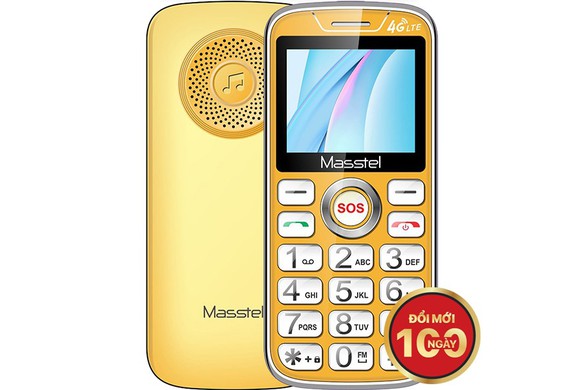 4G LTE
Masstel
SOS
1 2 ABC 3 DEF
4 GHI 5 JKL 6
Masstel
7 PQRS 8 TUV
* + 0 FM
ĐỔI MỚI
100
NGÀY